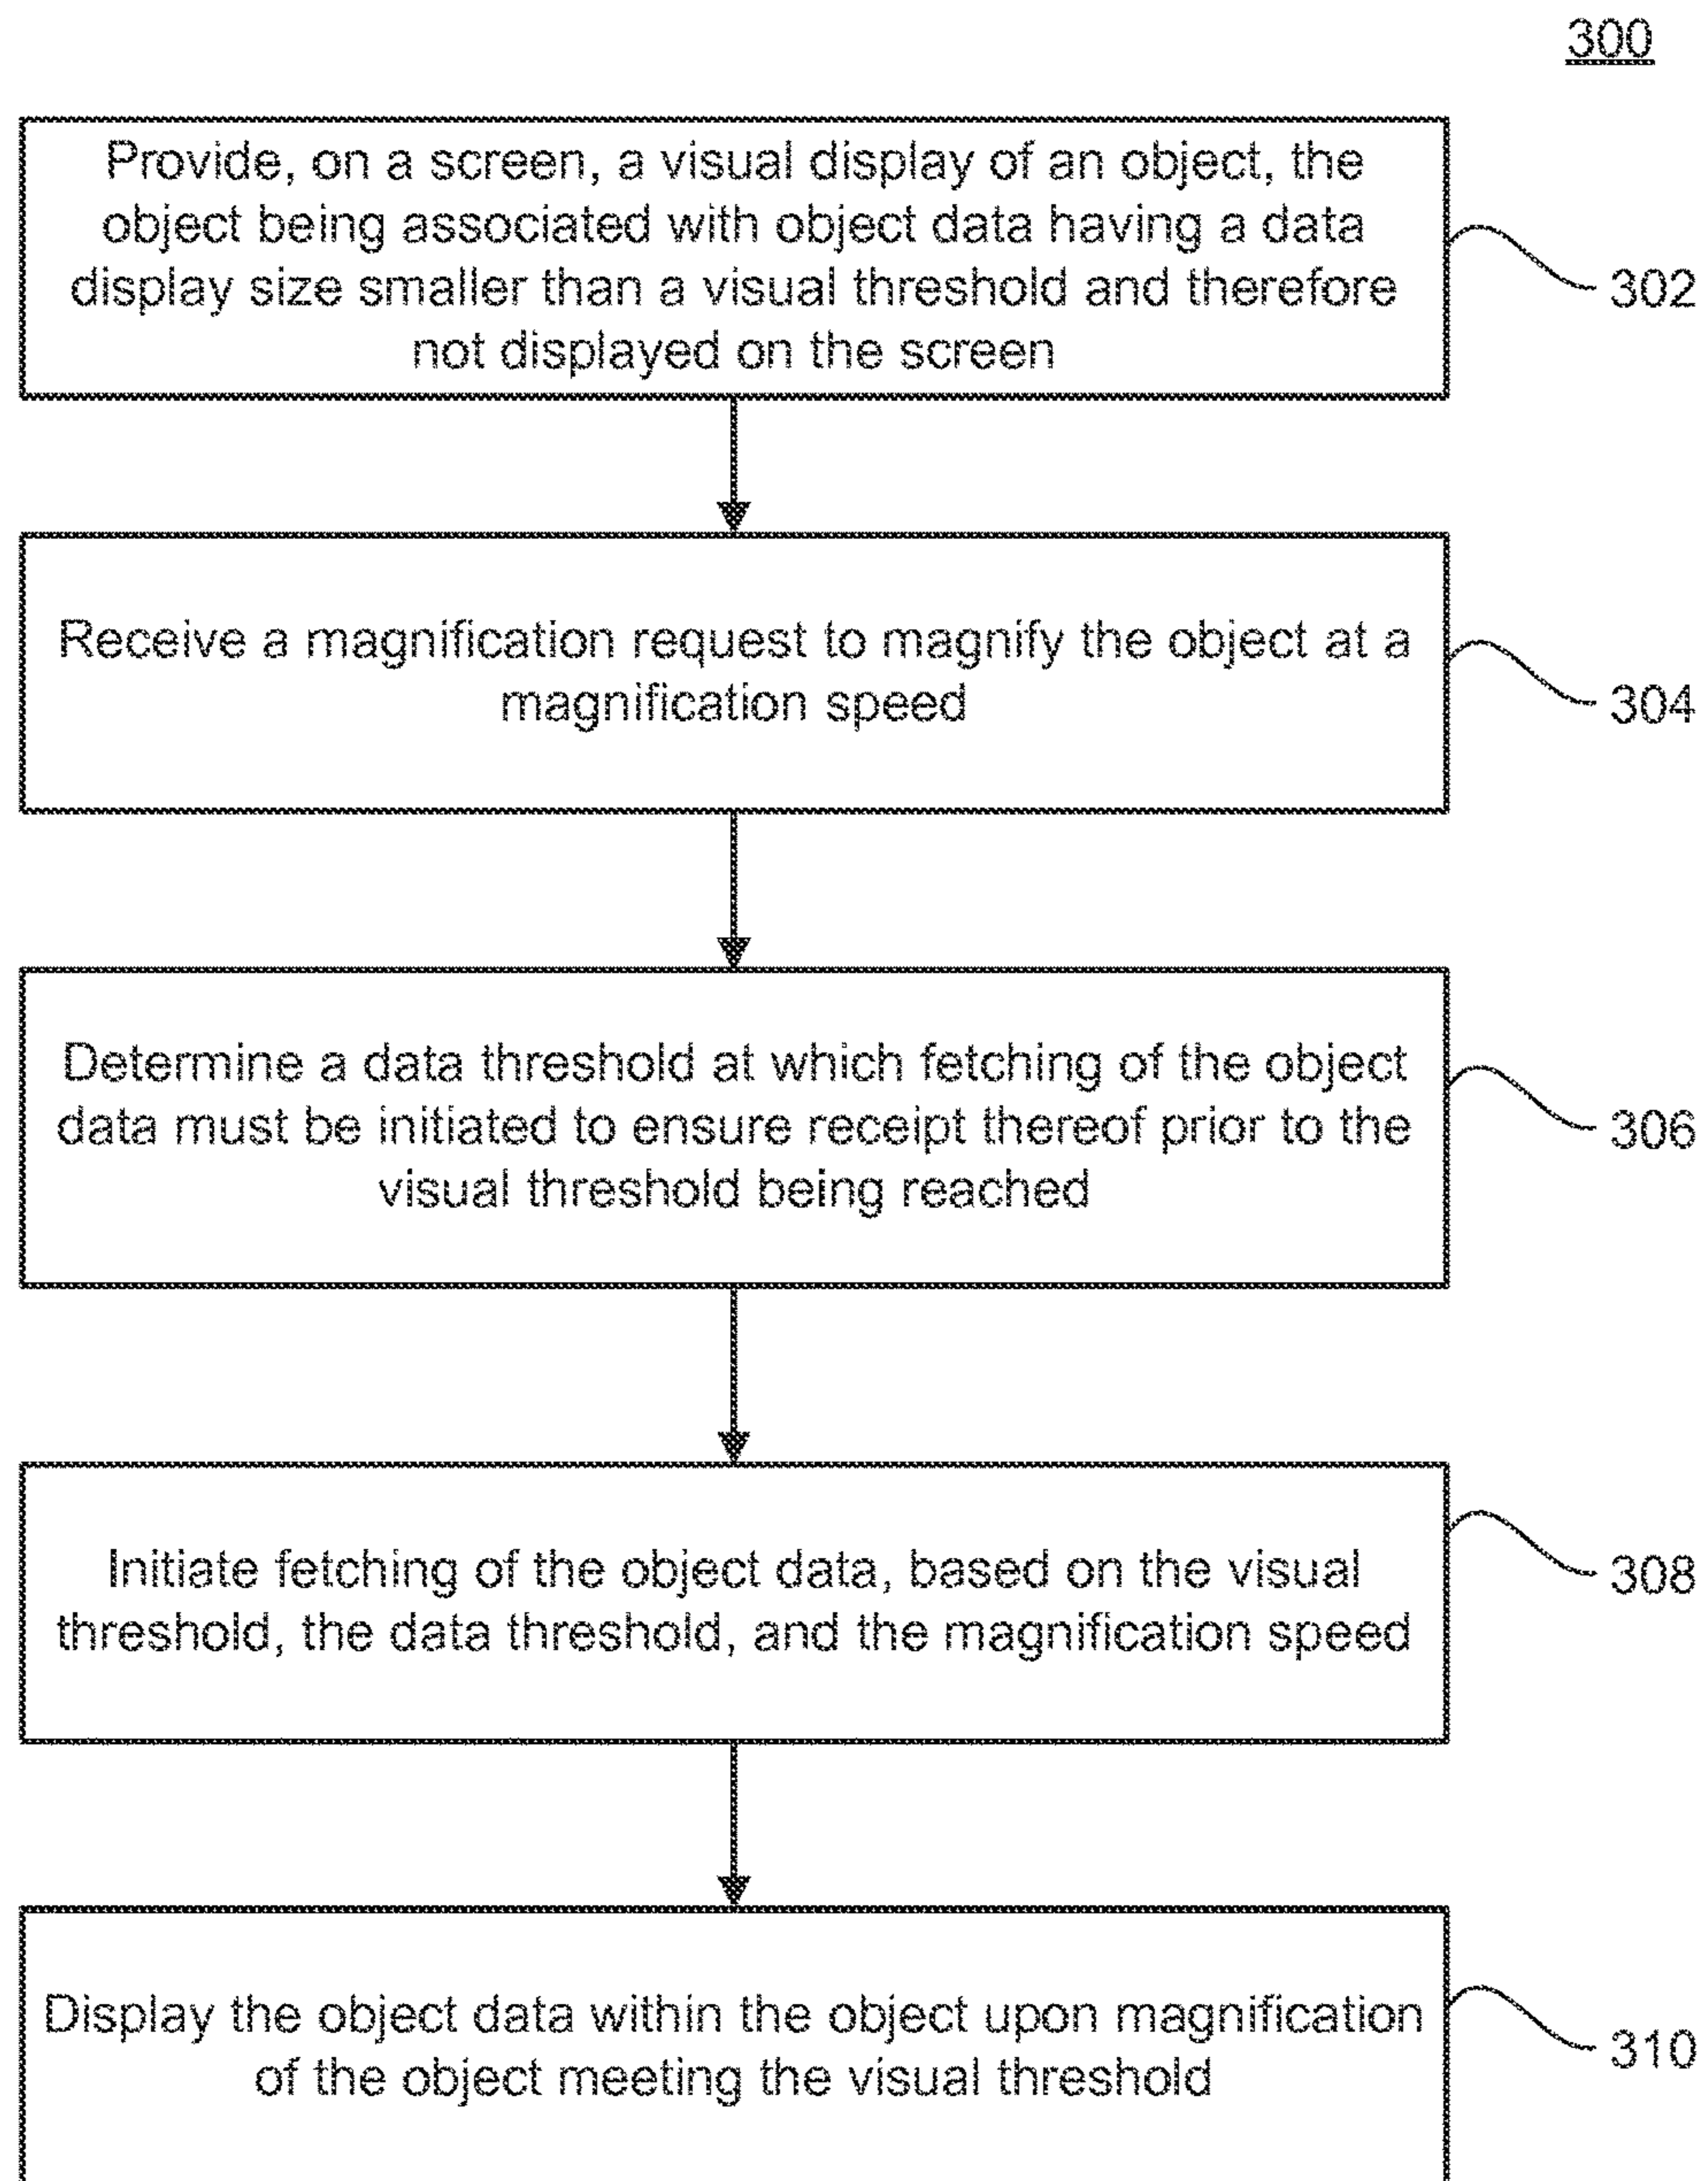 300
Provide, on a screen, a visual display of an object, the
object being associated with object data having a data
display size smaller than a visual threshold and therefore
not displayed on the screen
302
Receive a magnification request to magnify the object at a
magnification speed
304
Determine a data threshold at which fetching of the object
data must be initiated to ensure receipt thereof prior to the
visual threshold being reached
306
Initiate fetching of the object data, based on the visual
threshold, the data threshold, and the magnification speed
308
Display the object data within the object upon magnification
of the object meeting the visual threshold
310